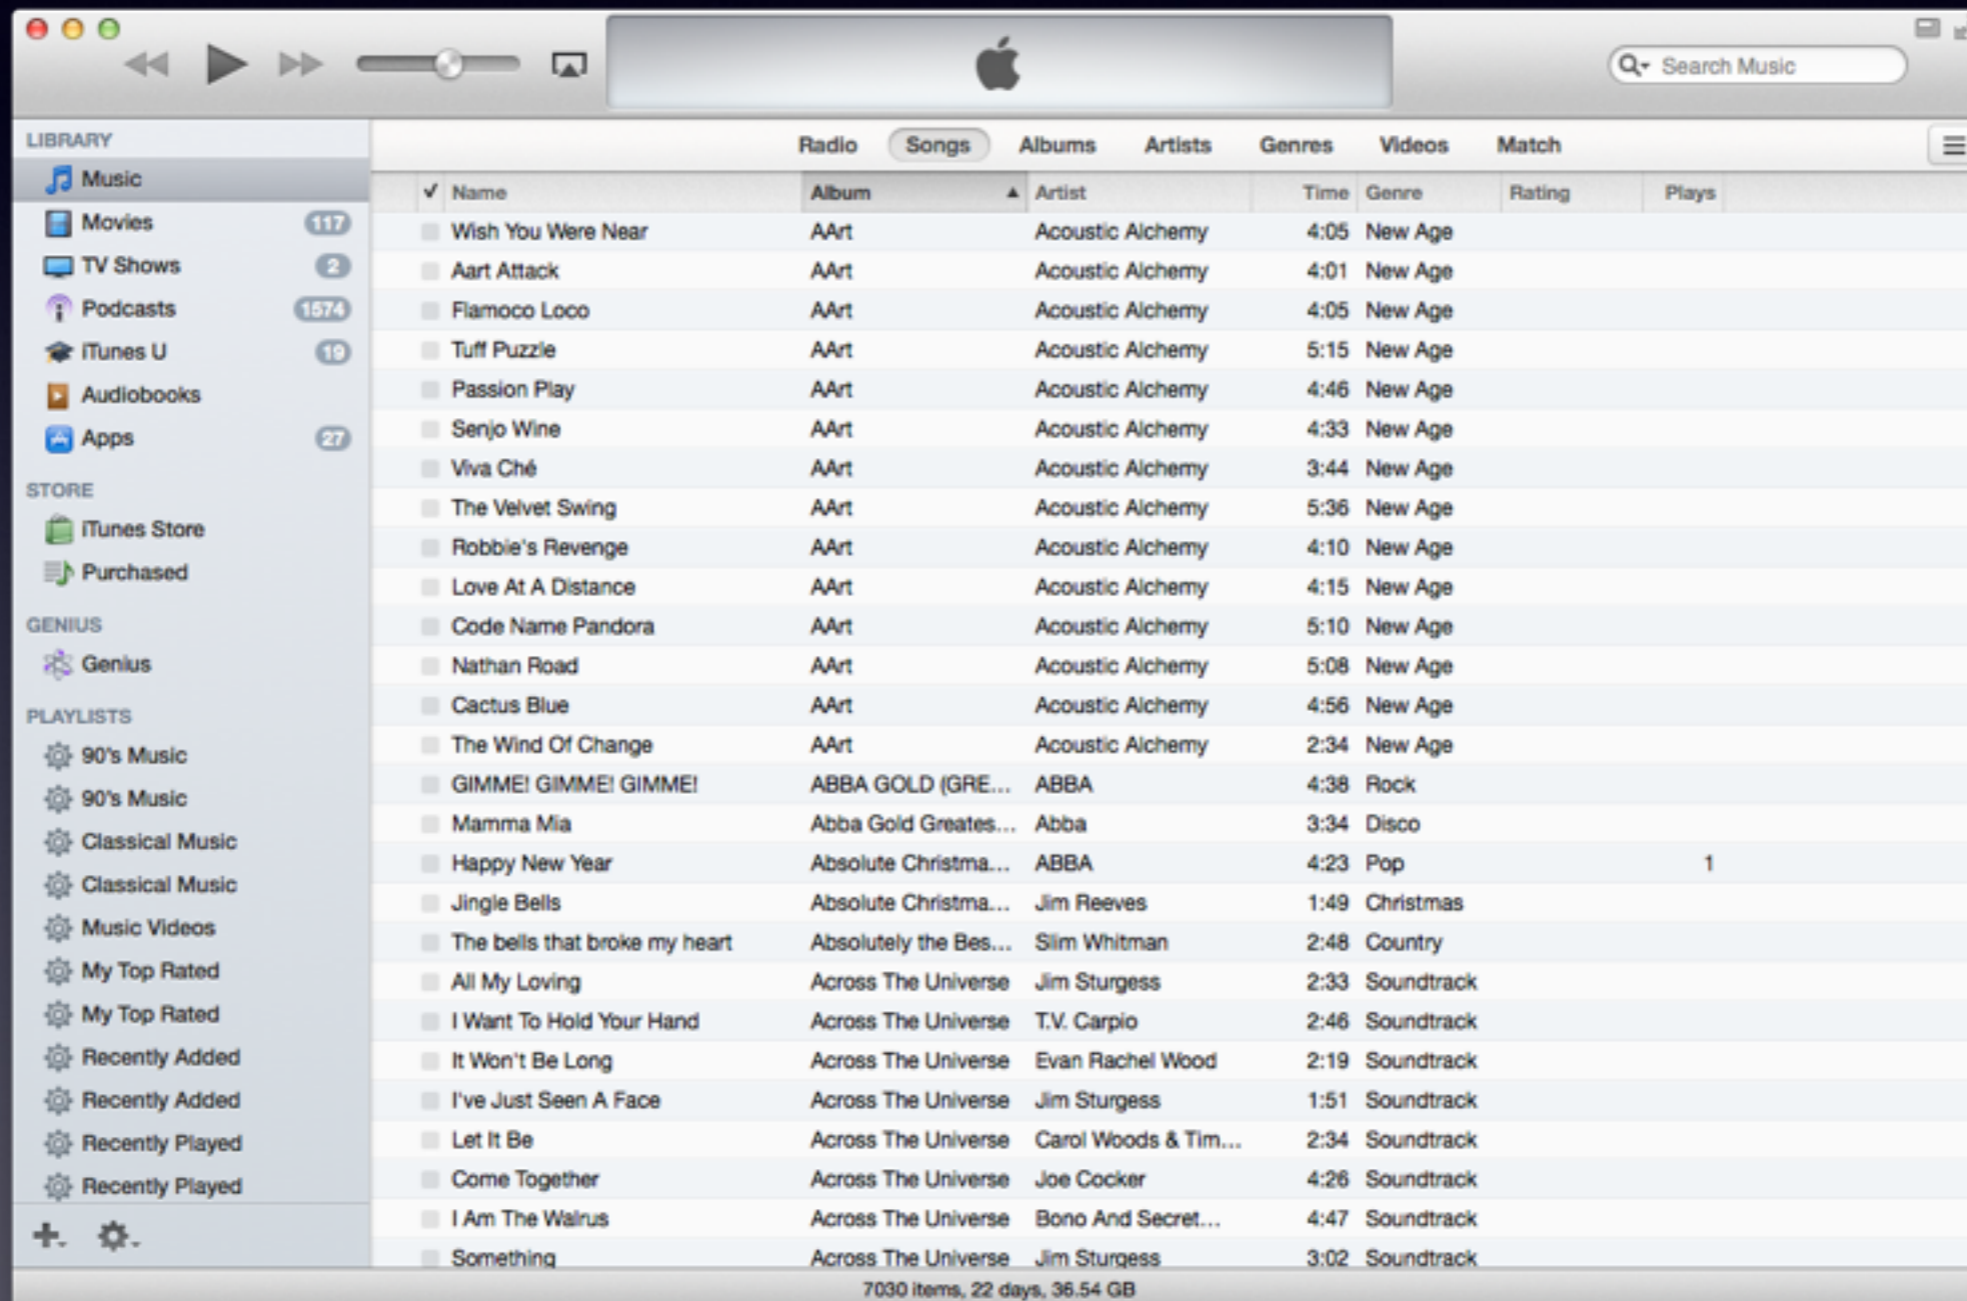 Search Music
LIBRARY
Music
Movies 117
TV Shows 2
Podcasts 1574
iTunes U 19
Audiobooks
Apps 27
STORE
iTunes Store
Purchased
GENIUS
Genius
PLAYLISTS
90's Music
90's Music
Classical Music
Classical Music
Music Videos
My Top Rated
My Top Rated
Recently Added
Recently Added
Recently Played
Recently Played
Radio Songs Albums Artists Genres Videos Match
✓ Name Album ▲ Artist Time Genre Rating Plays
Wish You Were Near AArt Acoustic Alchemy 4:05 New Age
Aart Attack AArt Acoustic Alchemy 4:01 New Age
Flamoco Loco AArt Acoustic Alchemy 4:05 New Age
Tuff Puzzle AArt Acoustic Alchemy 5:15 New Age
Passion Play AArt Acoustic Alchemy 4:46 New Age
Senjo Wine AArt Acoustic Alchemy 4:33 New Age
Viva Ché AArt Acoustic Alchemy 3:44 New Age
The Velvet Swing AArt Acoustic Alchemy 5:36 New Age
Robbie's Revenge AArt Acoustic Alchemy 4:10 New Age
Love At A Distance AArt Acoustic Alchemy 4:15 New Age
Code Name Pandora AArt Acoustic Alchemy 5:10 New Age
Nathan Road AArt Acoustic Alchemy 5:08 New Age
Cactus Blue AArt Acoustic Alchemy 4:56 New Age
The Wind Of Change AArt Acoustic Alchemy 2:34 New Age
GIMME! GIMME! GIMME! ABBA GOLD (GRE... ABBA 4:38 Rock
Mamma Mia Abba Gold Greates... Abba 3:34 Disco
Happy New Year Absolute Christma... ABBA 4:23 Pop 1
Jingle Bells Absolute Christma... Jim Reeves 1:49 Christmas
The bells that broke my heart Absolutely the Bes... Slim Whitman 2:48 Country
All My Loving Across The Universe Jim Sturgess 2:33 Soundtrack
I Want To Hold Your Hand Across The Universe T.V. Carpio 2:46 Soundtrack
It Won't Be Long Across The Universe Evan Rachel Wood 2:19 Soundtrack
I've Just Seen A Face Across The Universe Jim Sturgess 1:51 Soundtrack
Let It Be Across The Universe Carol Woods & Tim... 2:34 Soundtrack
Come Together Across The Universe Joe Cocker 4:26 Soundtrack
I Am The Walrus Across The Universe Bono And Secret... 4:47 Soundtrack
Something Across The Universe Jim Sturgess 3:02 Soundtrack
7030 items, 22 days, 36.54 GB